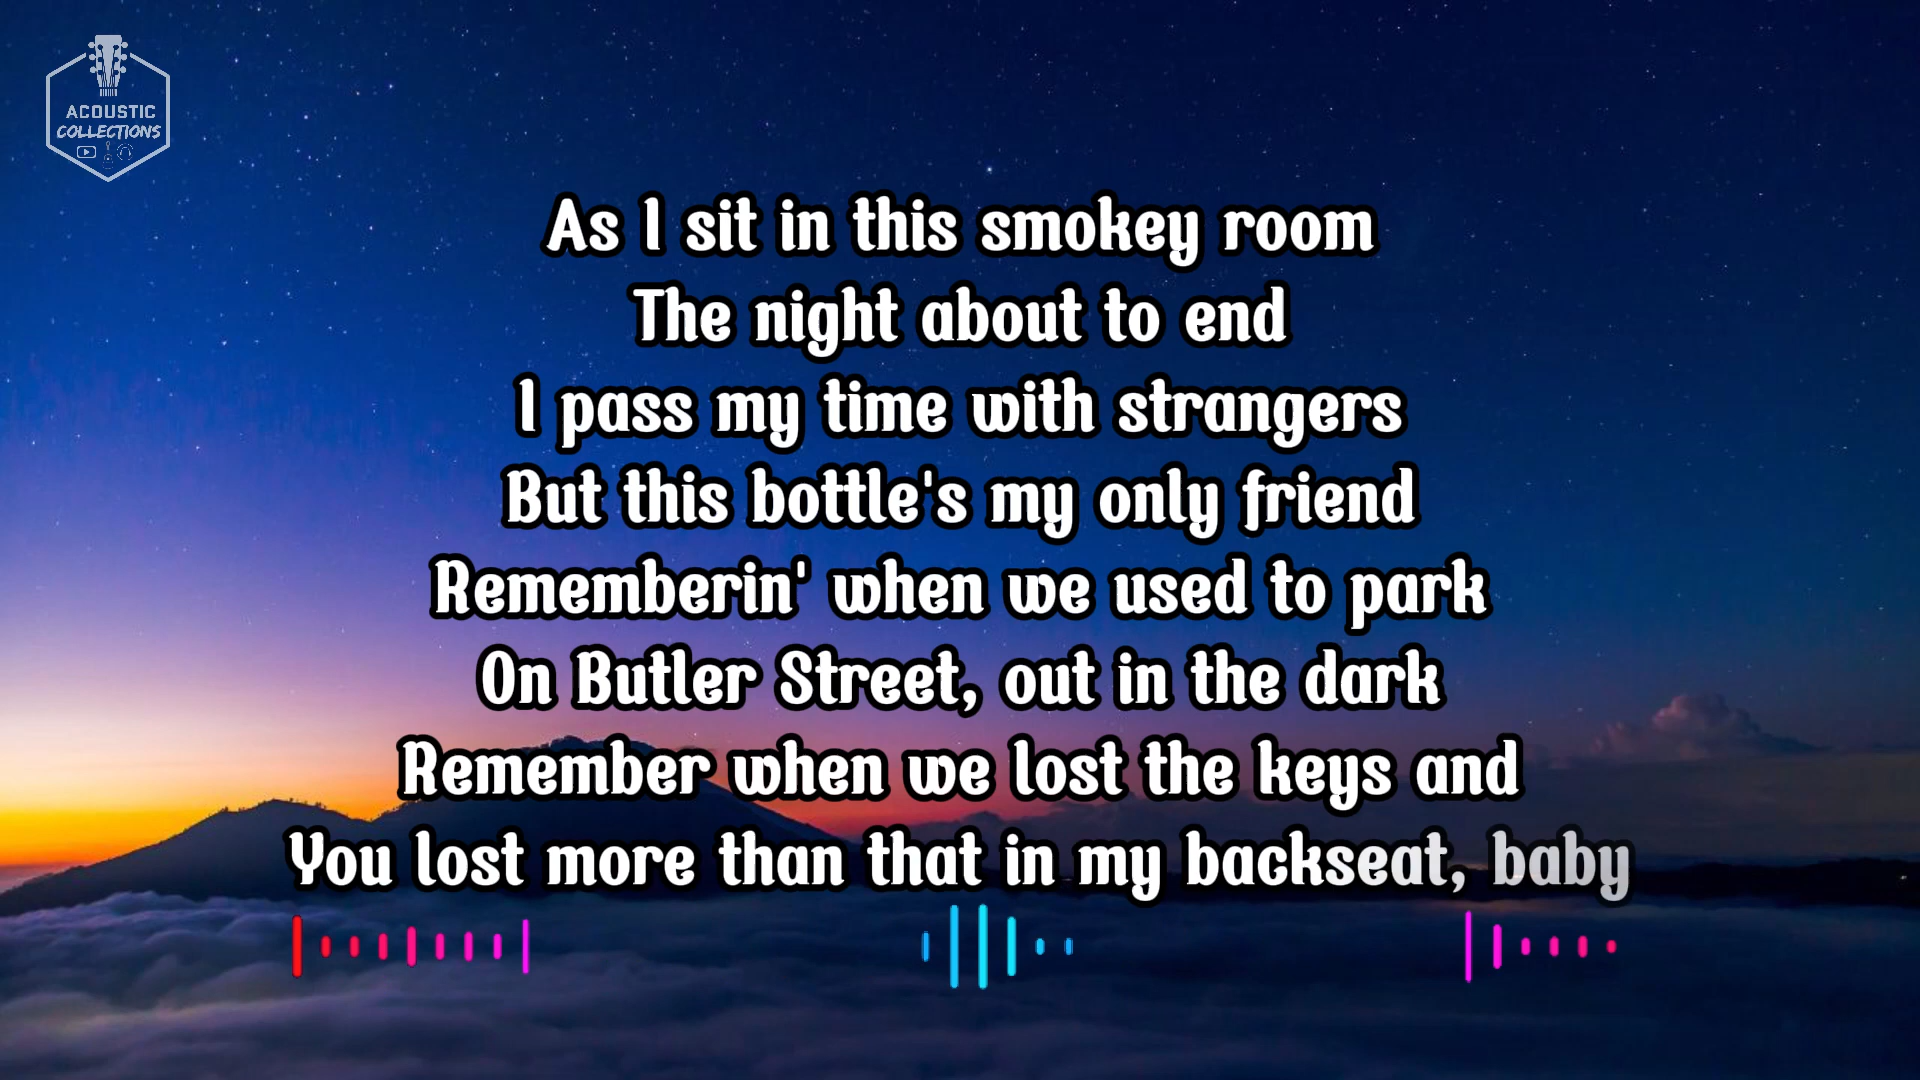 ACOUSTIC
COLLECTIONS
As I sit in this smokey room
The night about to end
I pass my time with strangers
But this bottle's my only friend
Rememberin' when we used to park
On Butler Street, out in the dark
Remember when we lost the keys and
You lost more than that in my backseat, baby